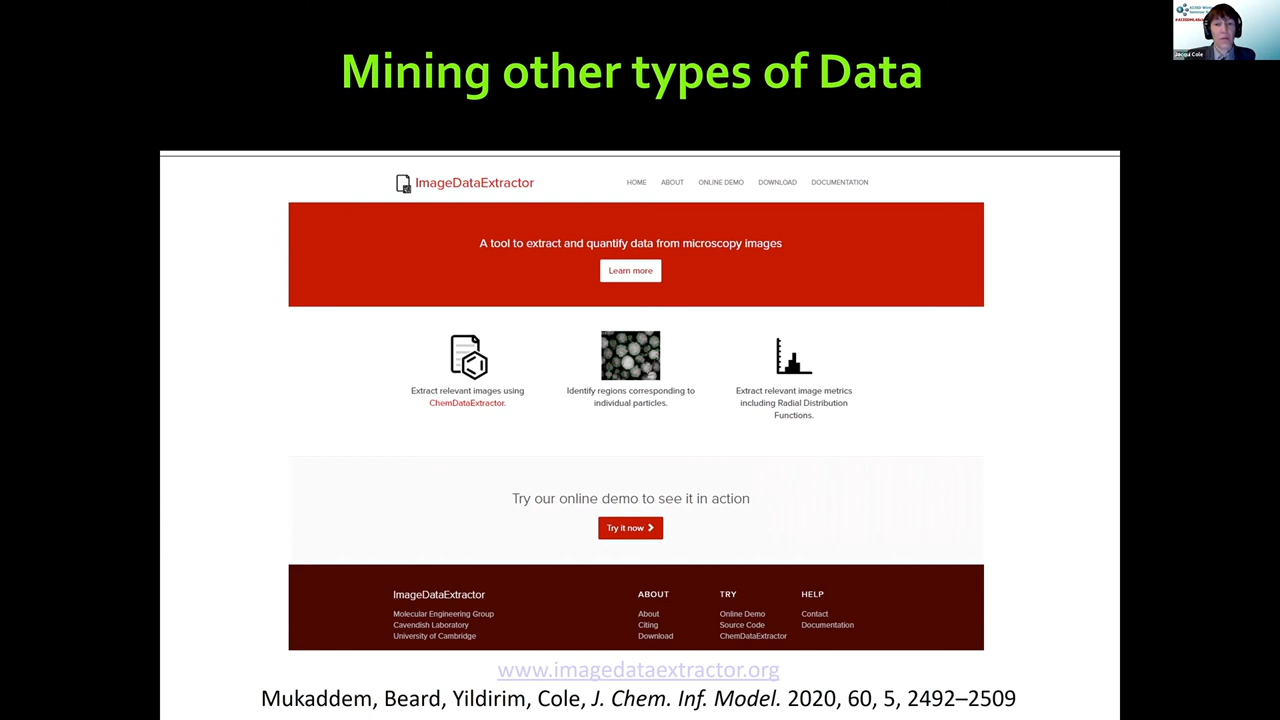 Mining other types of Data
Jacqui Cole
ImageDataExtractor
HOME ABOUT ONLINE DEMO DOWNLOAD DOCUMENTATION
A tool to extract and quantify data from microscopy images
Learn more
Extract relevant images using
ChemDataExtractor.
Identify regions corresponding to
individual particles.
Extract relevant image metrics
including Radial Distribution
Functions.
Try our online demo to see it in action
Try it now
ImageDataExtractor
Molecular Engineering Group
Cavendish Laboratory
University of Cambridge
ABOUT
About
Citing
Download
TRY
Online Demo
Source Code
ChemDataExtractor
HELP
Contact
Documentation
www.imagedataextractor.org
Mukaddem, Beard, Yildirim, Cole, J. Chem. Inf. Model. 2020, 60, 5, 2492–2509